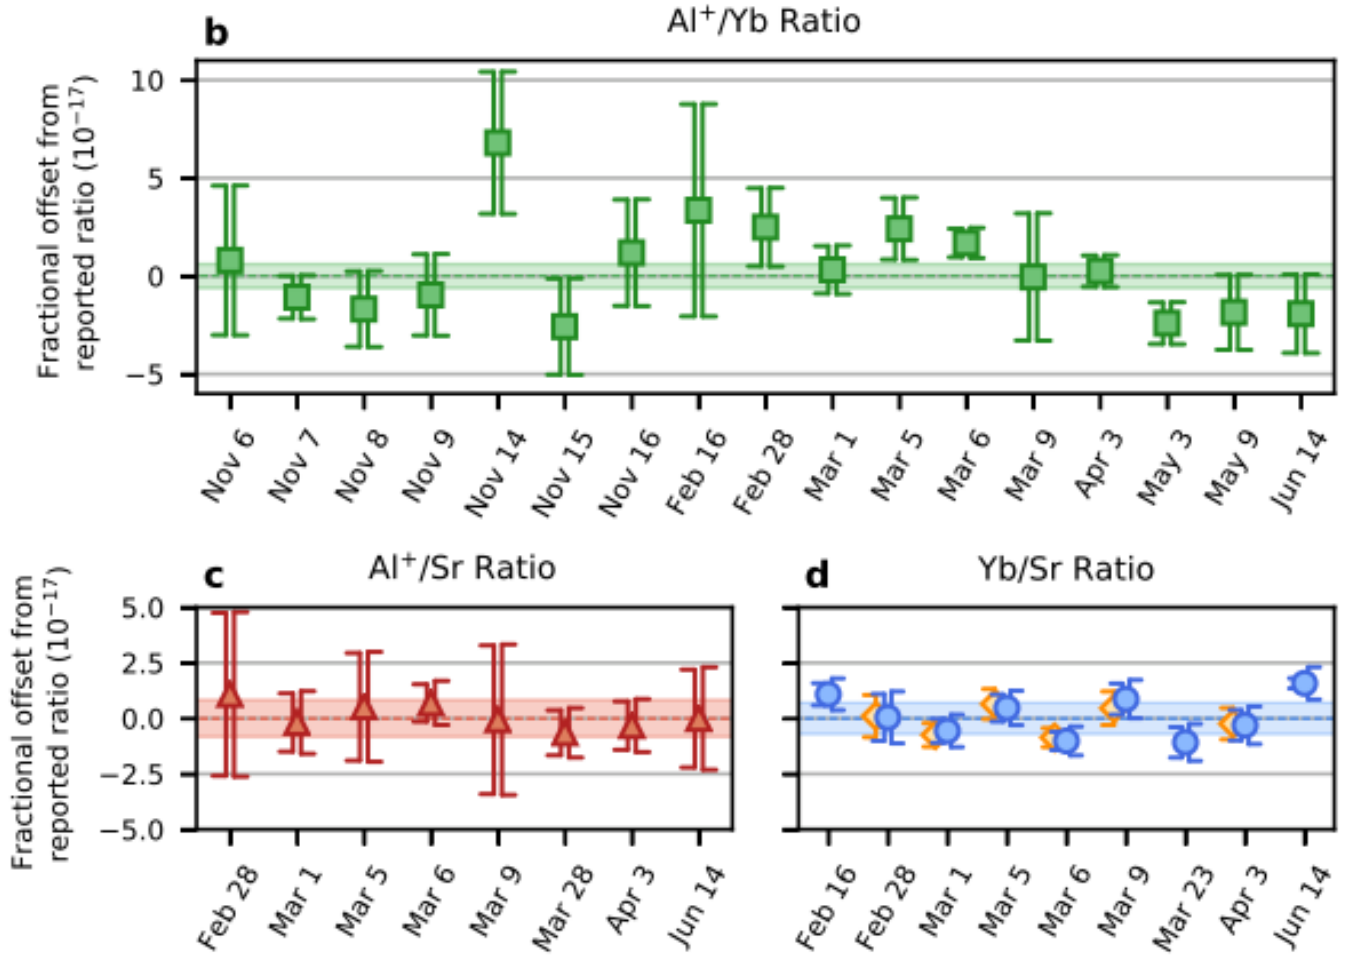 b
Al⁺/Yb Ratio
Fractional offset from
reported ratio (10⁻¹⁷)
10
5
0
−5
Nov 6
Nov 7
Nov 8
Nov 9
Nov 14
Nov 15
Nov 16
Feb 16
Feb 28
Mar 1
Mar 5
Mar 6
Mar 9
Apr 3
May 3
May 9
Jun 14
c
Al⁺/Sr Ratio
Fractional offset from
reported ratio (10⁻¹⁷)
5.0
2.5
0.0
−2.5
−5.0
Feb 28
Mar 1
Mar 5
Mar 6
Mar 9
Mar 28
Apr 3
Jun 14
d
Yb/Sr Ratio
Feb 16
Feb 28
Mar 1
Mar 5
Mar 6
Mar 9
Mar 23
Apr 3
Jun 14